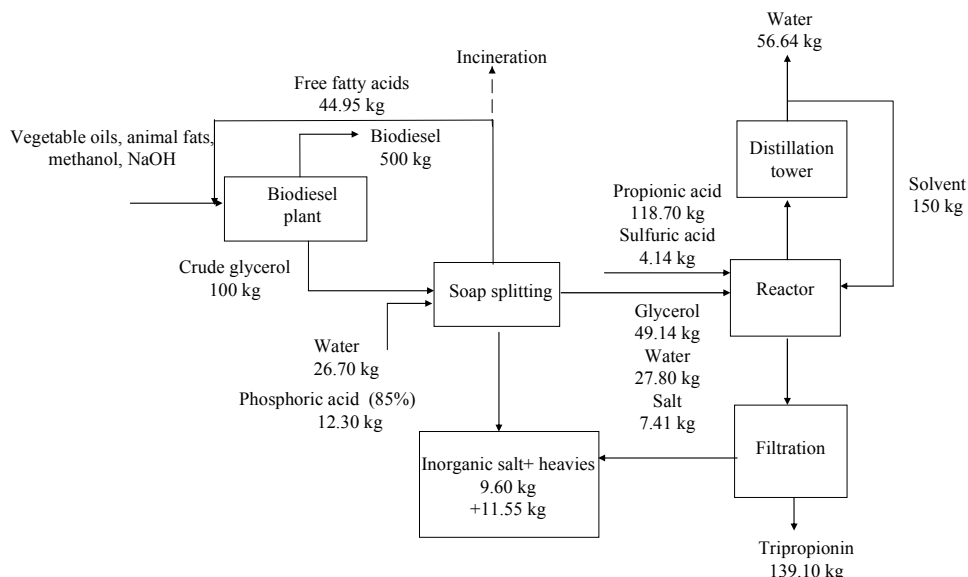 Water
56.64 kg
Incineration
Free fatty acids
44.95 kg
Vegetable oils, animal fats,
methanol, NaOH
Biodiesel
500 kg
Distillation
tower
Solvent
150 kg
Biodiesel
plant
Propionic acid
118.70 kg
Sulfuric acid
4.14 kg
Crude glycerol
100 kg
Soap splitting
Reactor
Glycerol
49.14 kg
Water
27.80 kg
Salt
7.41 kg
Water
26.70 kg
Phosphoric acid (85%)
12.30 kg
Inorganic salt+ heavies
9.60 kg
+11.55 kg
Filtration
Tripropionin
139.10 kg